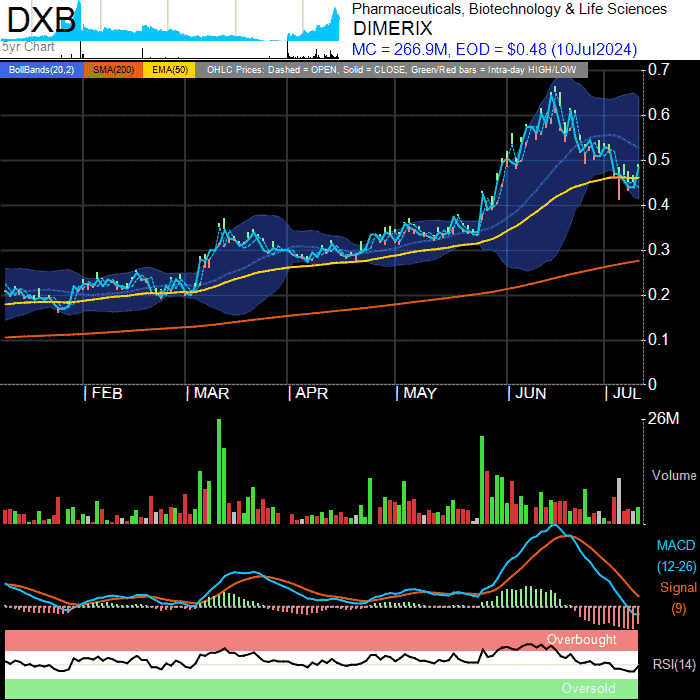 DXB
5yr Chart
Pharmaceuticals, Biotechnology & Life Sciences
DIMERIX
MC = 266.9M, EOD = $0.48 (10Jul2024)
BollBands(20,2) SMA(200) EMA(50) OHLC Prices: Dashed = OPEN, Solid = CLOSE, Green/Red bars = Intra-day HIGH/LOW
0.7
0.6
0.5
0.4
0.3
0.2
0.1
0
FEB MAR APR MAY JUN JUL
26M
Volume
MACD
(12-26)
Signal
(9)
Overbought
RSI(14)
Oversold